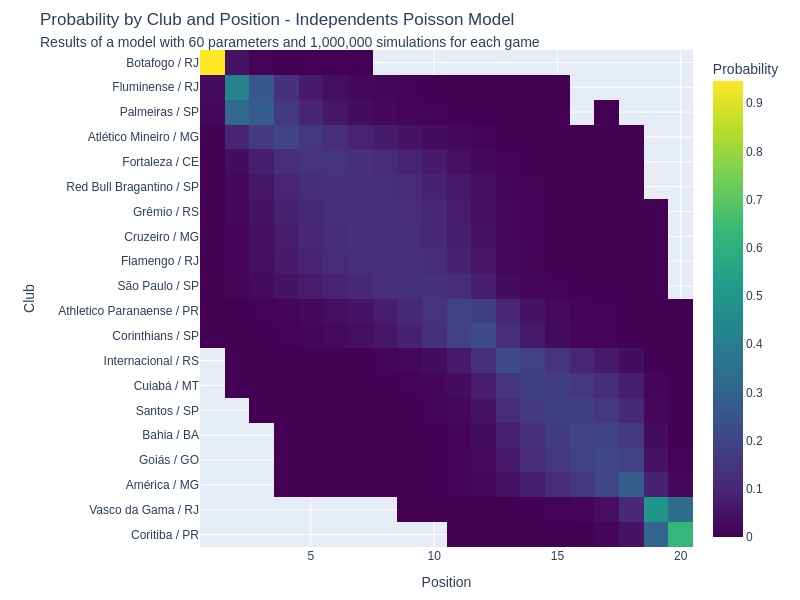 Probability by Club and Position - Independents Poisson Model
Results of a model with 60 parameters and 1,000,000 simulations for each game
Probability
Club
Botafogo / RJ
Fluminense / RJ
Palmeiras / SP
Atlético Mineiro / MG
Fortaleza / CE
Red Bull Bragantino / SP
Grêmio / RS
Cruzeiro / MG
Flamengo / RJ
São Paulo / SP
Athletico Paranaense / PR
Corinthians / SP
Internacional / RS
Cuiabá / MT
Santos / SP
Bahia / BA
Goiás / GO
América / MG
Vasco da Gama / RJ
Coritiba / PR
0.9
0.8
0.7
0.6
0.5
0.4
0.3
0.2
0.1
0
5 10 15 20
Position